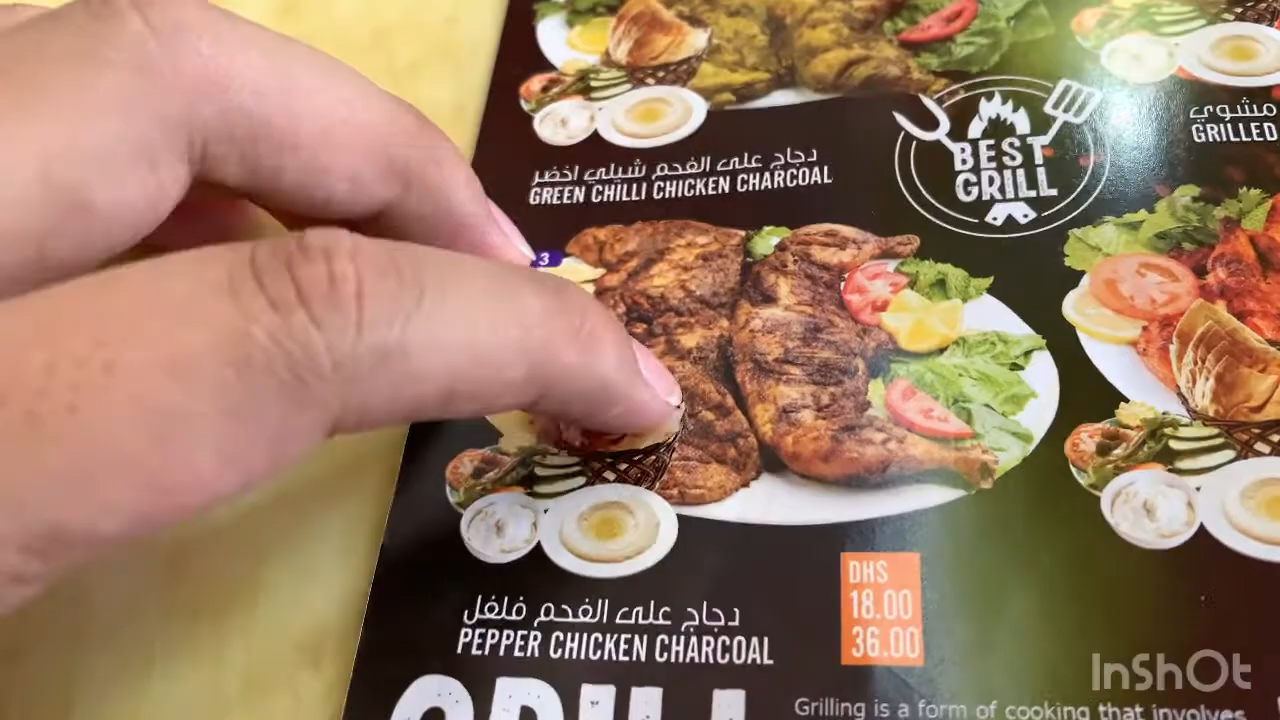 مشوي
GRILLED
دجاج على الفحم شيلي اخضر
GREEN CHILLI CHICKEN CHARCOAL
BEST
GRILL
3
دجاج على الفحم فلفل
PEPPER CHICKEN CHARCOAL
DHS
18.00
36.00
GRILL
Grilling is a form of cooking that involves
InShOt